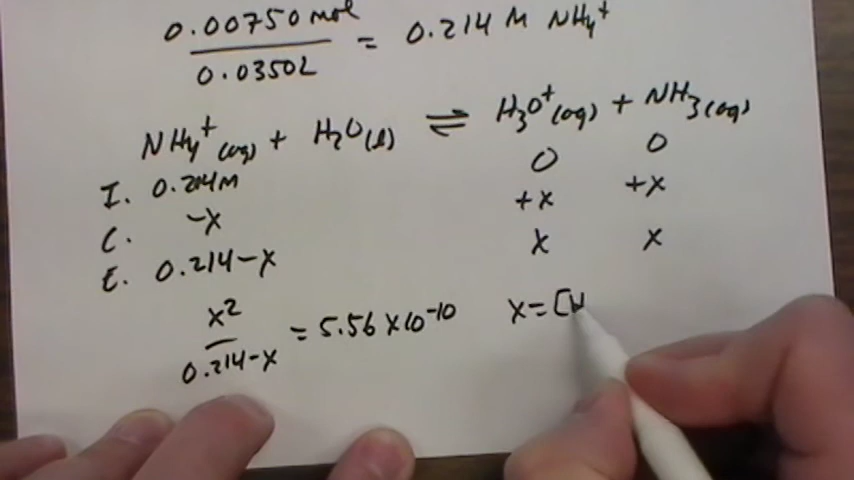 0.00750 mol
0.0350L = 0.214 M NH₄⁺
NH₄⁺(aq) + H₂O(l) ⇌ H₃O⁺(aq) + NH₃(aq)
I. 0.214M 0 0
C. -x +x +x
E. 0.214-x x x
x²
0.214-x = 5.56 x 10⁻¹⁰ x=[H